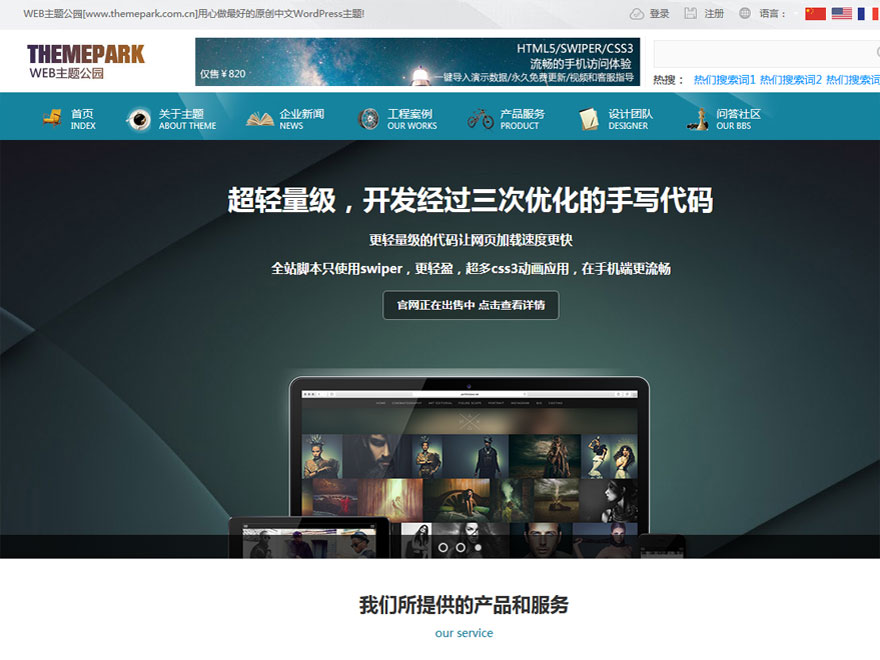 WEB主题公园[www.themepark.com.cn]用心做最好的原创中文WordPress主题!
登录 注册 语言：
THEMEPARK
WEB主题公园
HTML5/SWIPER/CSS3
流畅的手机访问体验
仅售￥820
一键导入演示数据/永久免费更新/视频和客服指导
热搜： 热们搜索词1 热们搜索词2 热们搜索词
首页 关于主题 企业新闻 工程案例 产品服务 设计团队 问答社区
INDEX ABOUT THEME NEWS OUR WORKS PRODUCT DESIGNER OUR BBS
超轻量级，开发经过三次优化的手写代码
更轻量级的代码让网页加载速度更快
全站脚本只使用swiper，更轻盈，超多css3动画应用，在手机端更流畅
官网正在出售中 点击查看详情
我们所提供的产品和服务
our service